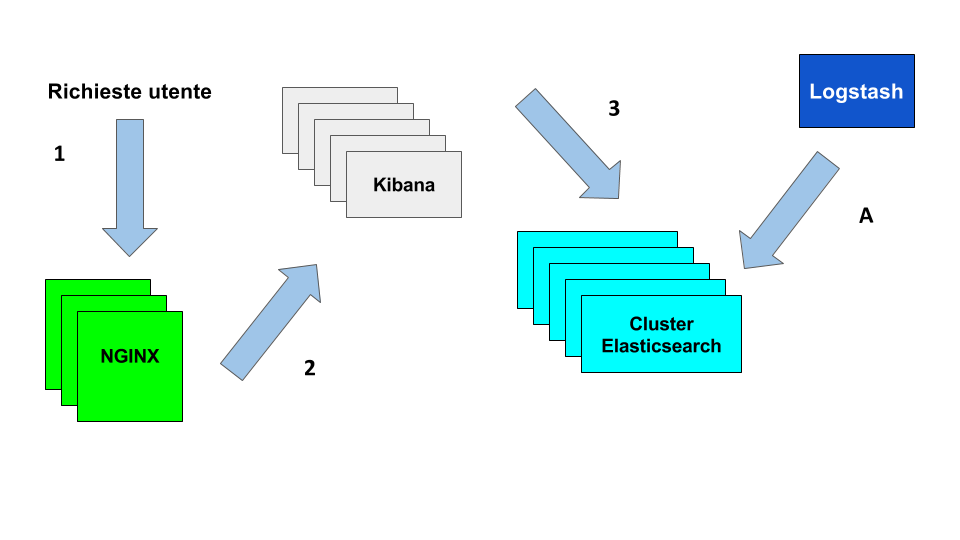 Richieste utente
1
NGINX
2
Kibana
3
Cluster
Elasticsearch
Logstash
A